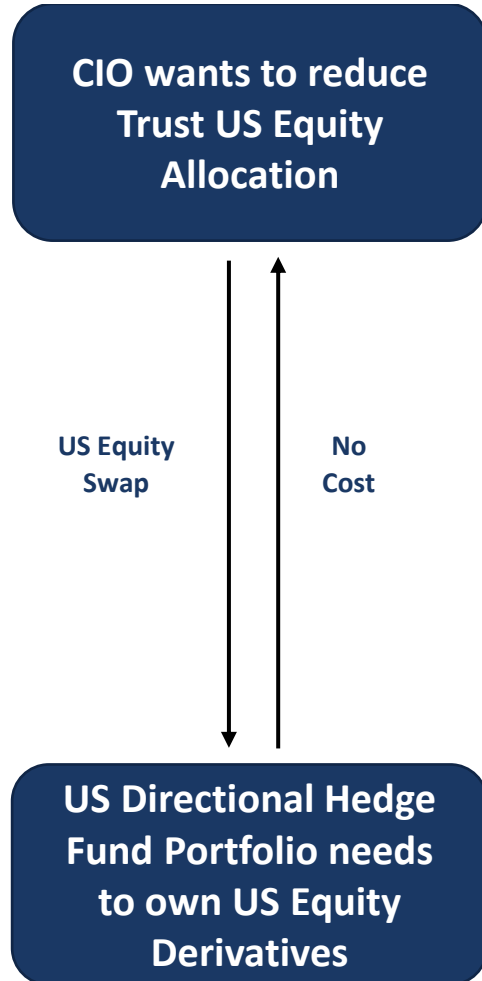 CIO wants to reduce
Trust US Equity
Allocation
US Equity
Swap
No
Cost
US Directional Hedge
Fund Portfolio needs
to own US Equity
Derivatives